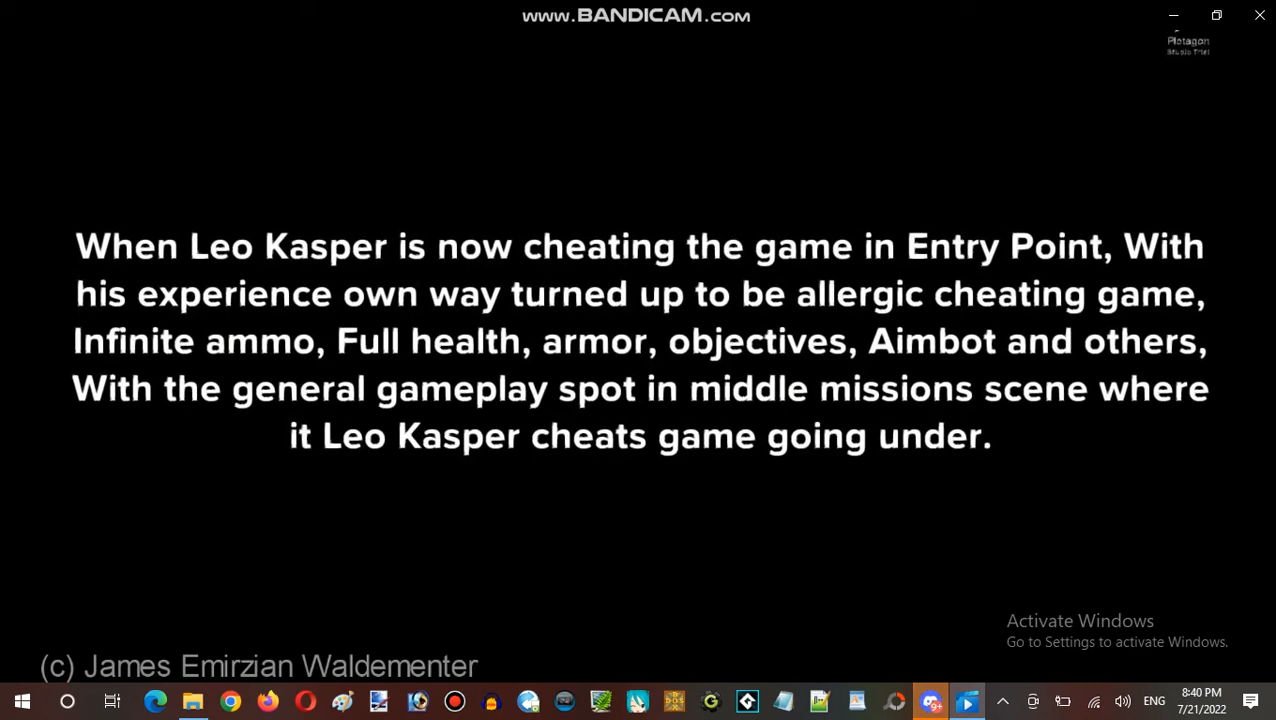 www.BANDICAM.com
Plotagon
Studio Trial
When Leo Kasper is now cheating the game in Entry Point, With
his experience own way turned up to be allergic cheating game,
Infinite ammo, Full health, armor, objectives, Aimbot and others,
With the general gameplay spot in middle missions scene where
it Leo Kasper cheats game going under.
Activate Windows
Go to Settings to activate Windows.
(c) James Emirzian Waldementer
ENG
8:40 PM
7/21/2022